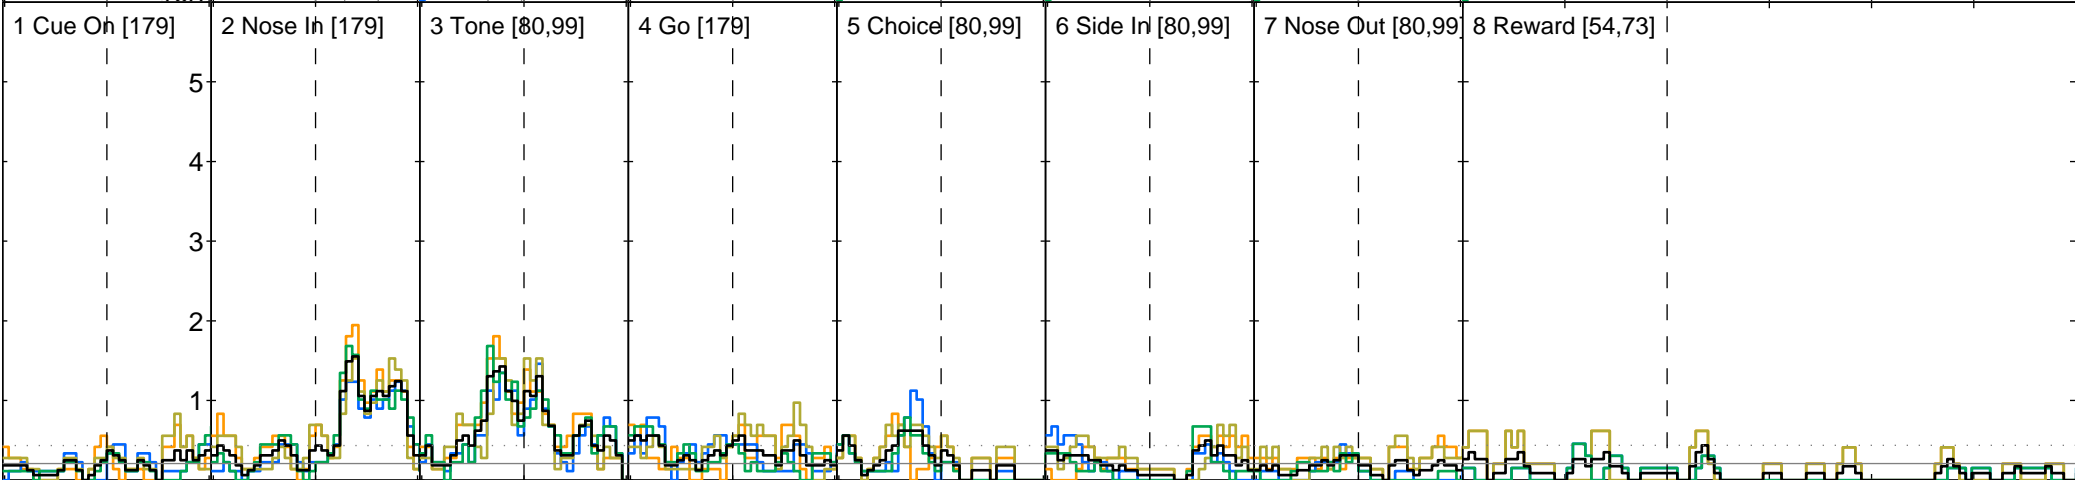 1 Cue On [179]
2 Nose In [179]
3 Tone [80,99]
4 Go [179]
5 Choice [80,99]
6 Side In [80,99]
7 Nose Out [80,99]
8 Reward [54,73]
5
4
3
2
1